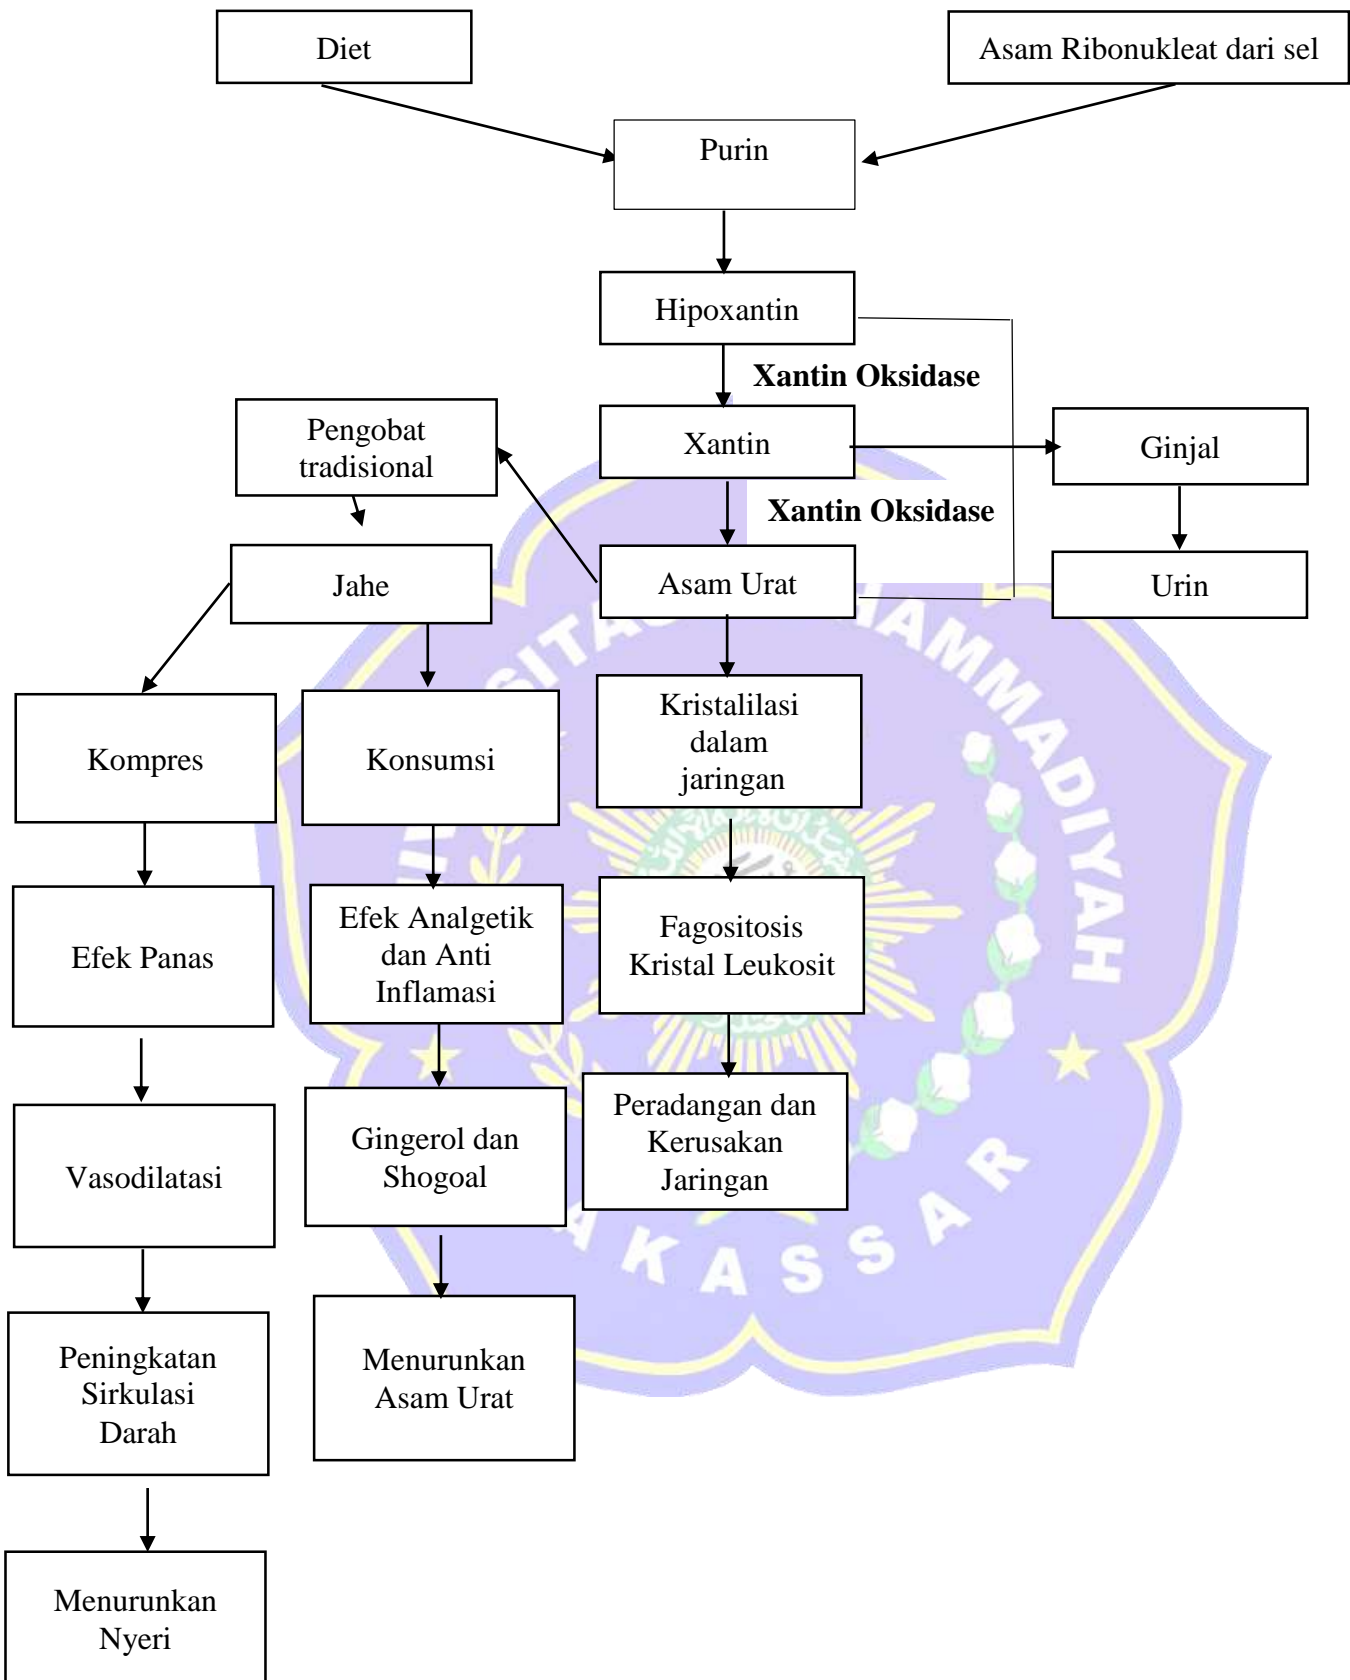 Diet
Asam Ribonukleat dari sel
Purin
Hipoxantin
Xantin Oksidase
Pengobat
tradisional
Xantin
Ginjal
Xantin Oksidase
Jahe
Asam Urat
Urin
Kompres
Konsumsi
Kristalilasi
dalam
jaringan
Efek Panas
Efek Analgetik
dan Anti
Inflamasi
Fagositosis
Kristal Leukosit
Vasodilatasi
Gingerol dan
Shogoal
Peradangan dan
Kerusakan
Jaringan
Peningkatan
Sirkulasi
Darah
Menurunkan
Asam Urat
Menurunkan
Nyeri
MAMMADIYAH
AKASSAR